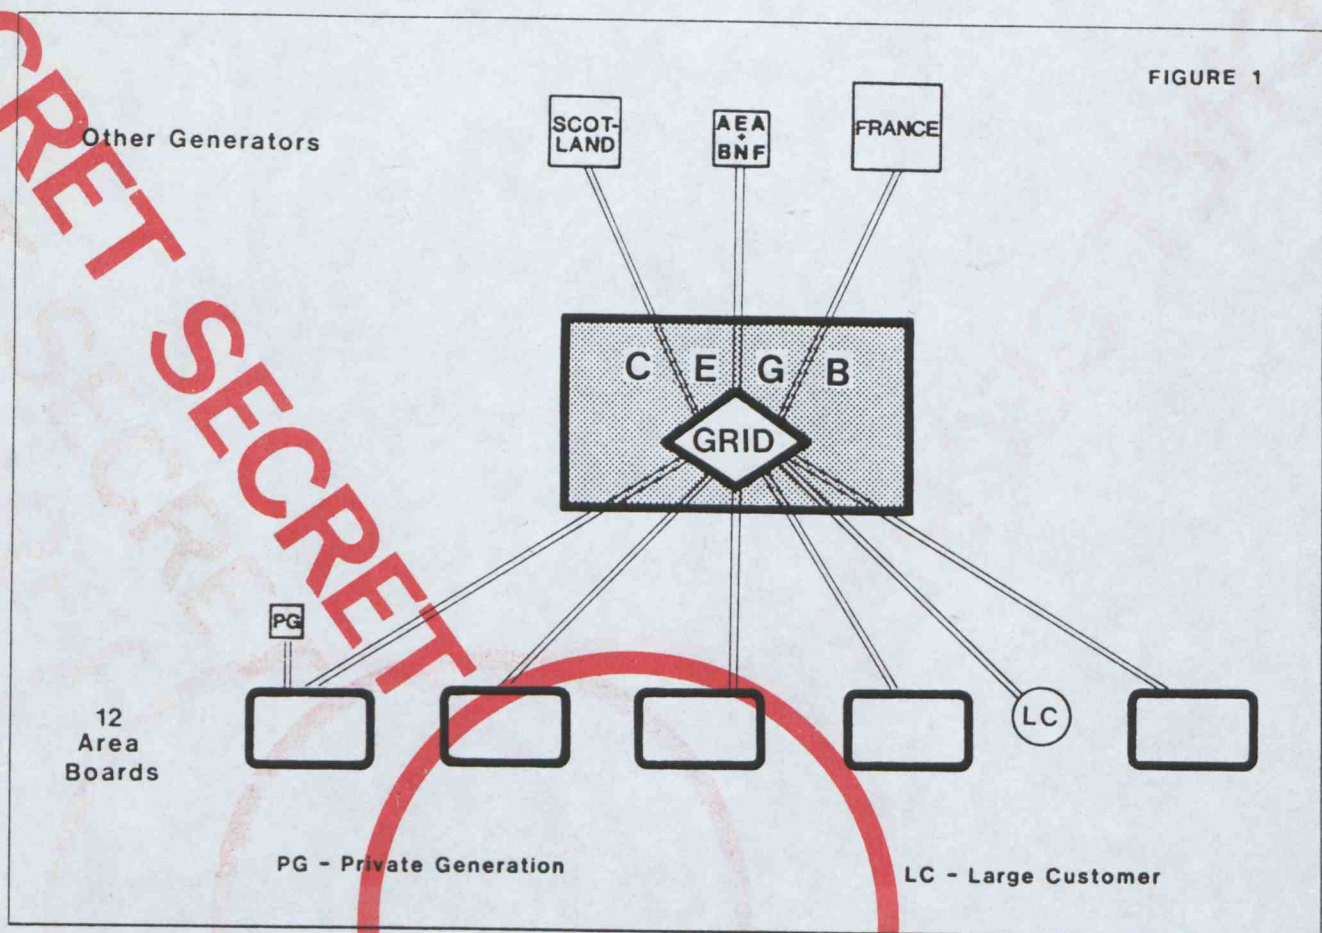 FIGURE 1
Other Generators
SCOT-
LAND
AEA
+
BNF
FRANCE
C E G B
GRID
CRET SECRET
PG
LC
12
Area
Boards
PG - Private Generation
LC - Large Customer